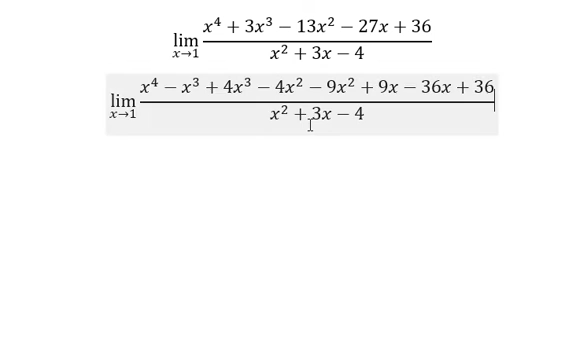 lim x→1 (x⁴ + 3x³ − 13x² − 27x + 36)/(x² + 3x − 4)
lim x→1 (x⁴ − x³ + 4x³ − 4x² − 9x² + 9x − 36x + 36)/(x² + 3x − 4)